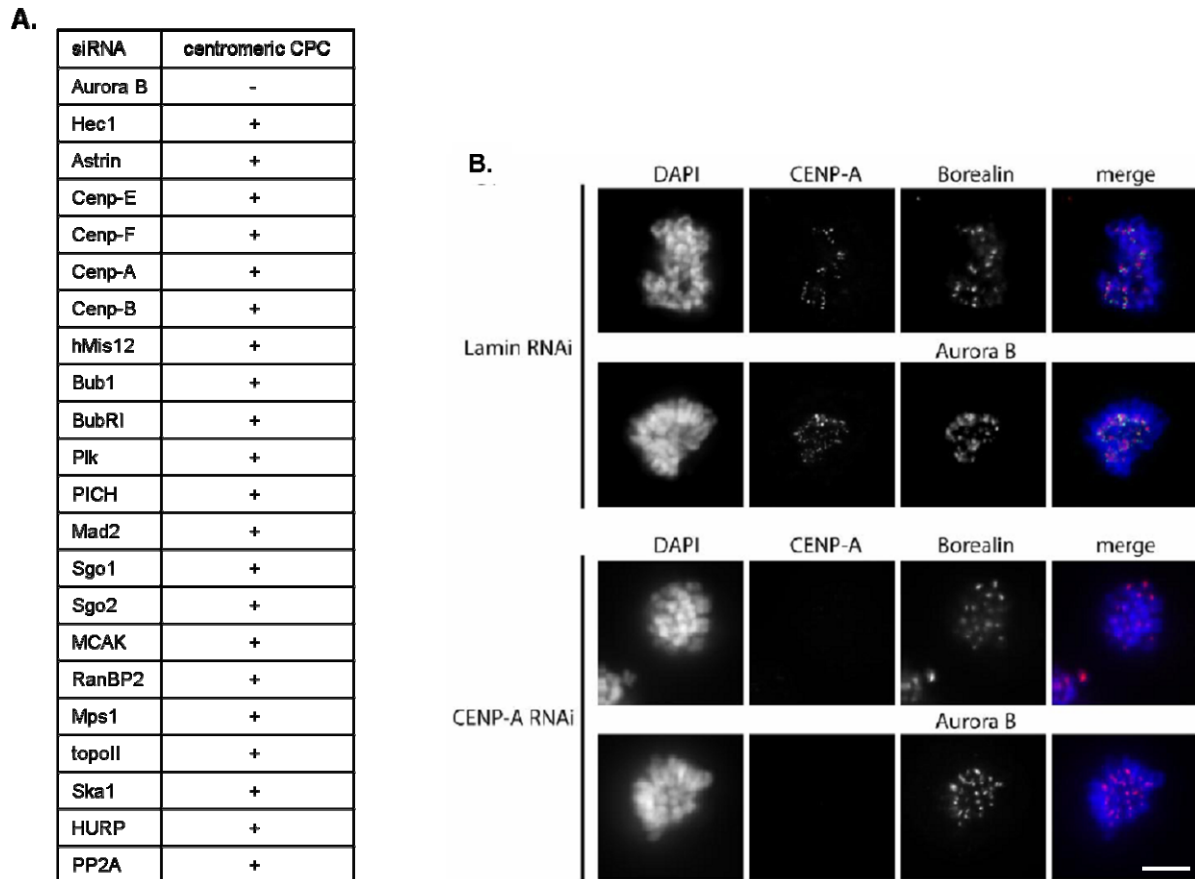 A.
siRNA centromeric CPC
Aurora B -
Hec1 +
Astrin +
Cenp-E +
Cenp-F +
Cenp-A +
Cenp-B +
hMis12 +
Bub1 +
BubRI +
Plk +
PICH +
Mad2 +
Sgo1 +
Sgo2 +
MCAK +
RanBP2 +
Mps1 +
topoII +
Ska1 +
HURP +
PP2A +
B.
DAPI CENP-A Borealin merge
Lamin RNAi
Aurora B
DAPI CENP-A Borealin merge
CENP-A RNAi
Aurora B